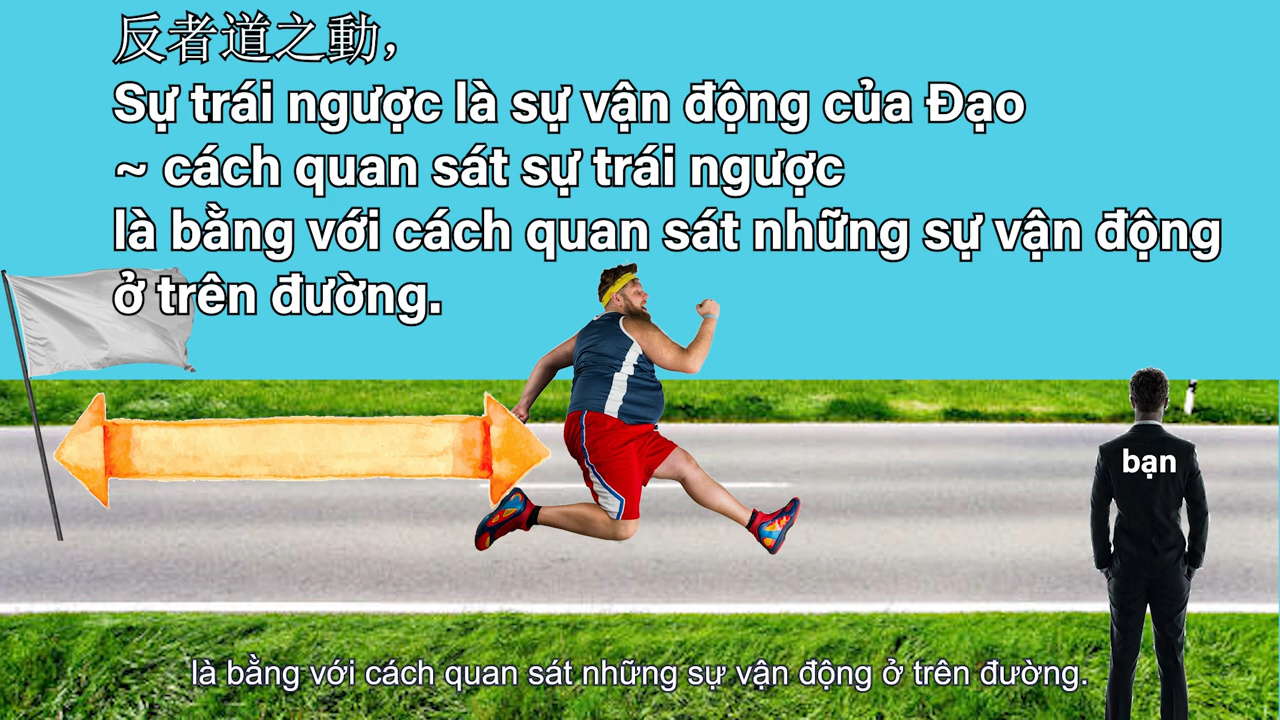 反者道之動,
Sự trái ngược là sự vận động của Đạo
~ cách quan sát sự trái ngược
là bằng với cách quan sát những sự vận động
ở trên đường.
bạn
là bằng với cách quan sát những sự vận động ở trên đường.